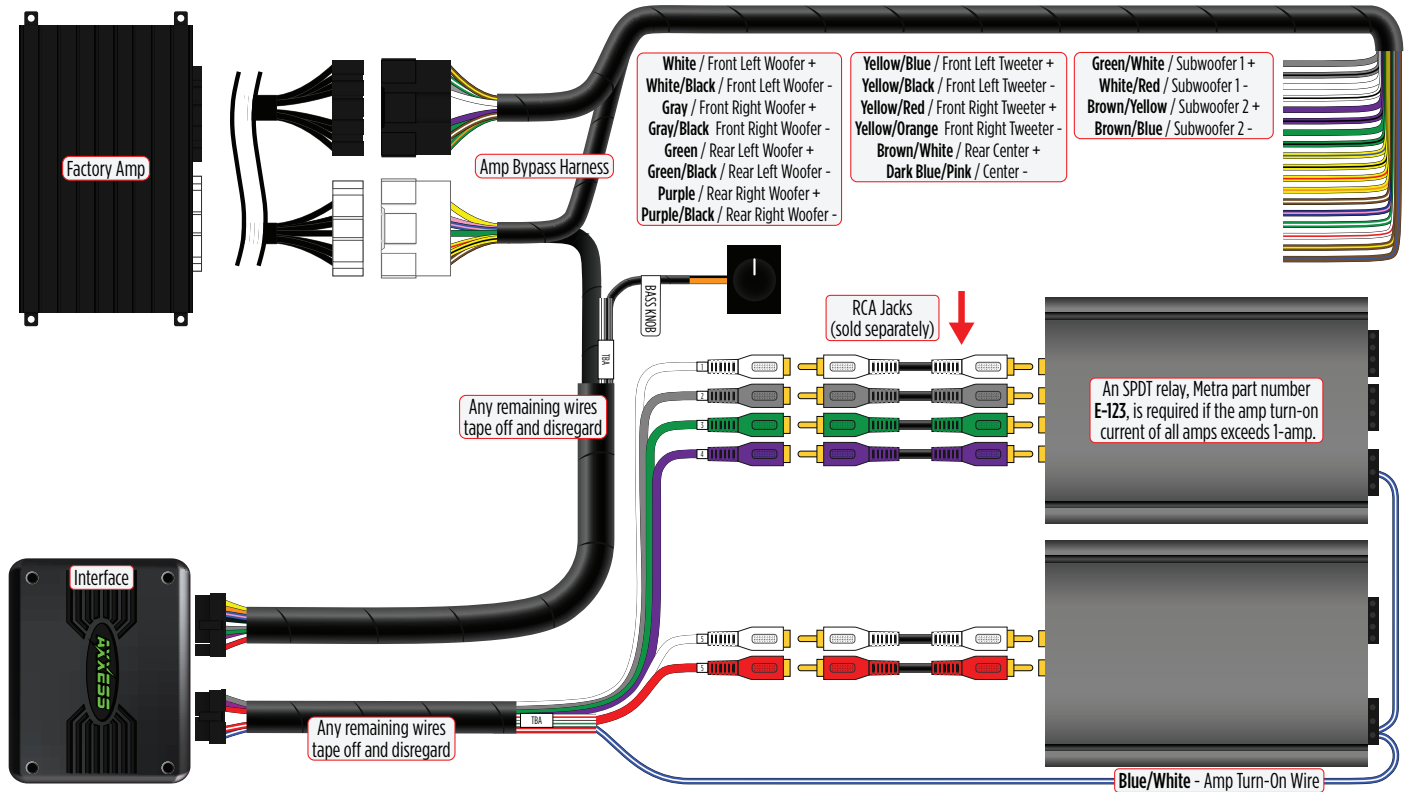 Factory Amp
Amp Bypass Harness
White / Front Left Woofer +
White/Black / Front Left Woofer -
Gray / Front Right Woofer +
Gray/Black Front Right Woofer -
Green / Rear Left Woofer +
Green/Black / Rear Left Woofer -
Purple / Rear Right Woofer +
Purple/Black / Rear Right Woofer -
Yellow/Blue / Front Left Tweeter +
Yellow/Black / Front Left Tweeter -
Yellow/Red / Front Right Tweeter +
Yellow/Orange Front Right Tweeter -
Brown/White / Rear Center +
Dark Blue/Pink / Center -
Green/White / Subwoofer 1 +
White/Red / Subwoofer 1 -
Brown/Yellow / Subwoofer 2 +
Brown/Blue / Subwoofer 2 -
BASS KNOB
TBA
RCA Jacks
(sold separately)
Any remaining wires
tape off and disregard
1
2
3
4
An SPDT relay, Metra part number
E-123, is required if the amp turn-on
current of all amps exceeds 1-amp.
Interface
AXXESS
5
5
TBA
Any remaining wires
tape off and disregard
Blue/White - Amp Turn-On Wire